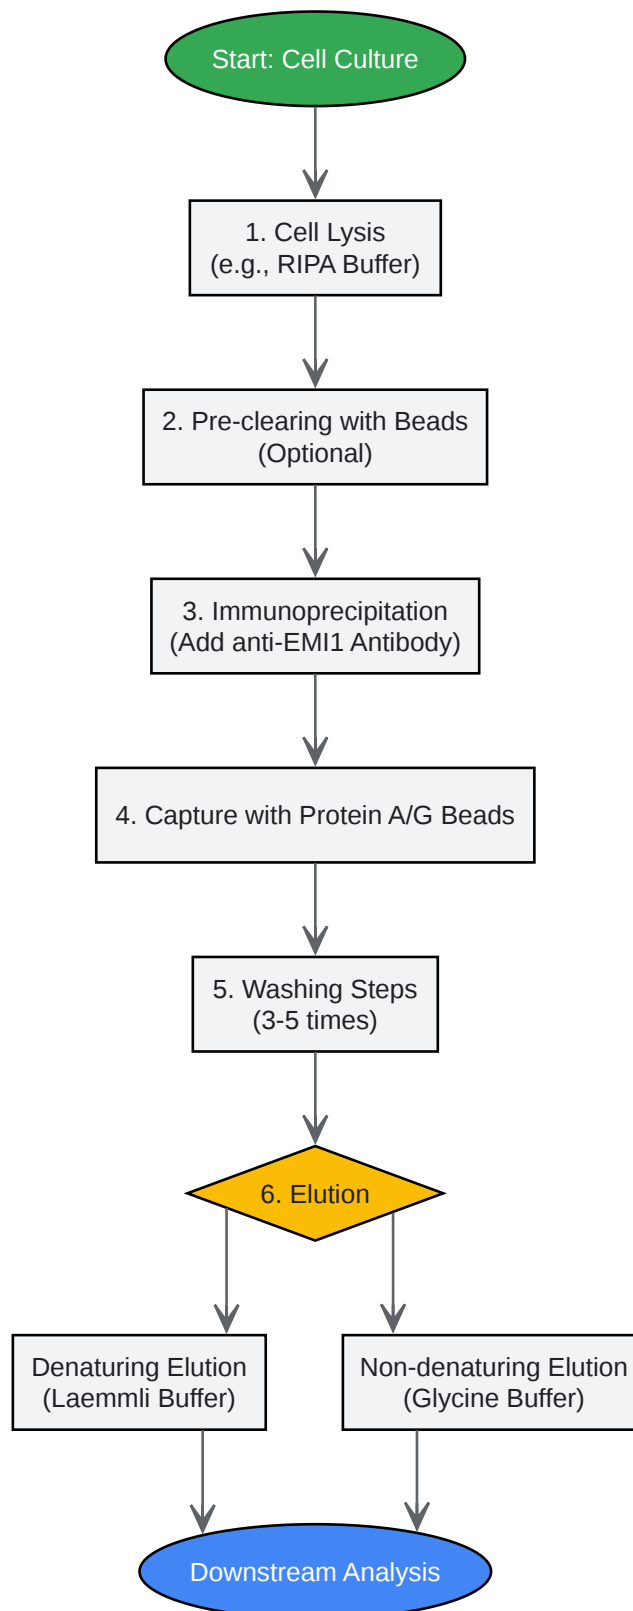 Start: Cell Culture
1. Cell Lysis
(e.g., RIPA Buffer)
2. Pre-clearing with Beads
(Optional)
3. Immunoprecipitation
(Add anti-EMI1 Antibody)
4. Capture with Protein A/G Beads
5. Washing Steps
(3-5 times)
6. Elution
Denaturing Elution
(Laemmli Buffer)
Non-denaturing Elution
(Glycine Buffer)
Downstream Analysis